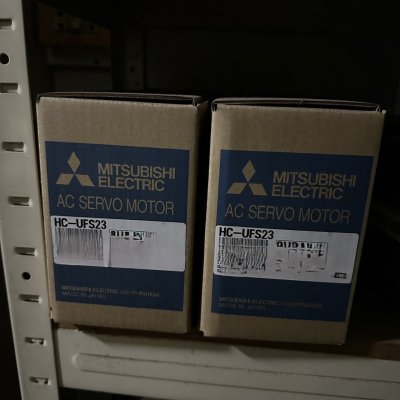 MITSUBISHI
ELECTRIC
AC SERVO MOTOR
HC-UFS23
MITSUBISHI ELECTRIC CORPORATION
MADE IN JAPAN
MITSUBISHI
ELECTRIC
AC SERVO MOTOR
HC-UFS23
MITSUBISHI ELECTRIC CORPORATION
MADE IN JAPAN